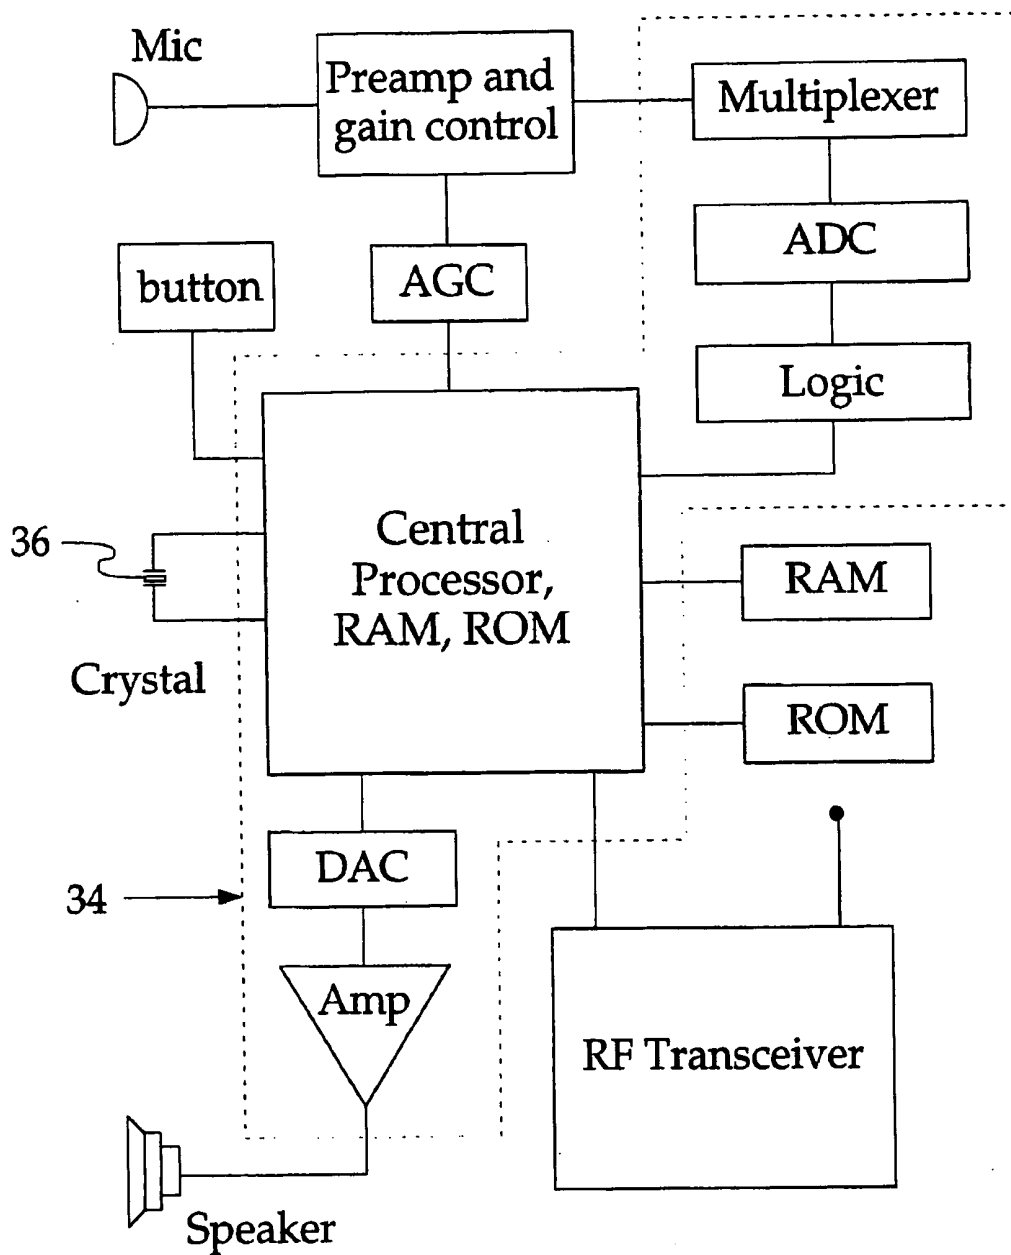 Mic
Preamp and
gain control
Multiplexer
ADC
button
AGC
Logic
36
Central
Processor,
RAM, ROM
RAM
Crystal
ROM
34
DAC
Amp
RF Transceiver
Speaker